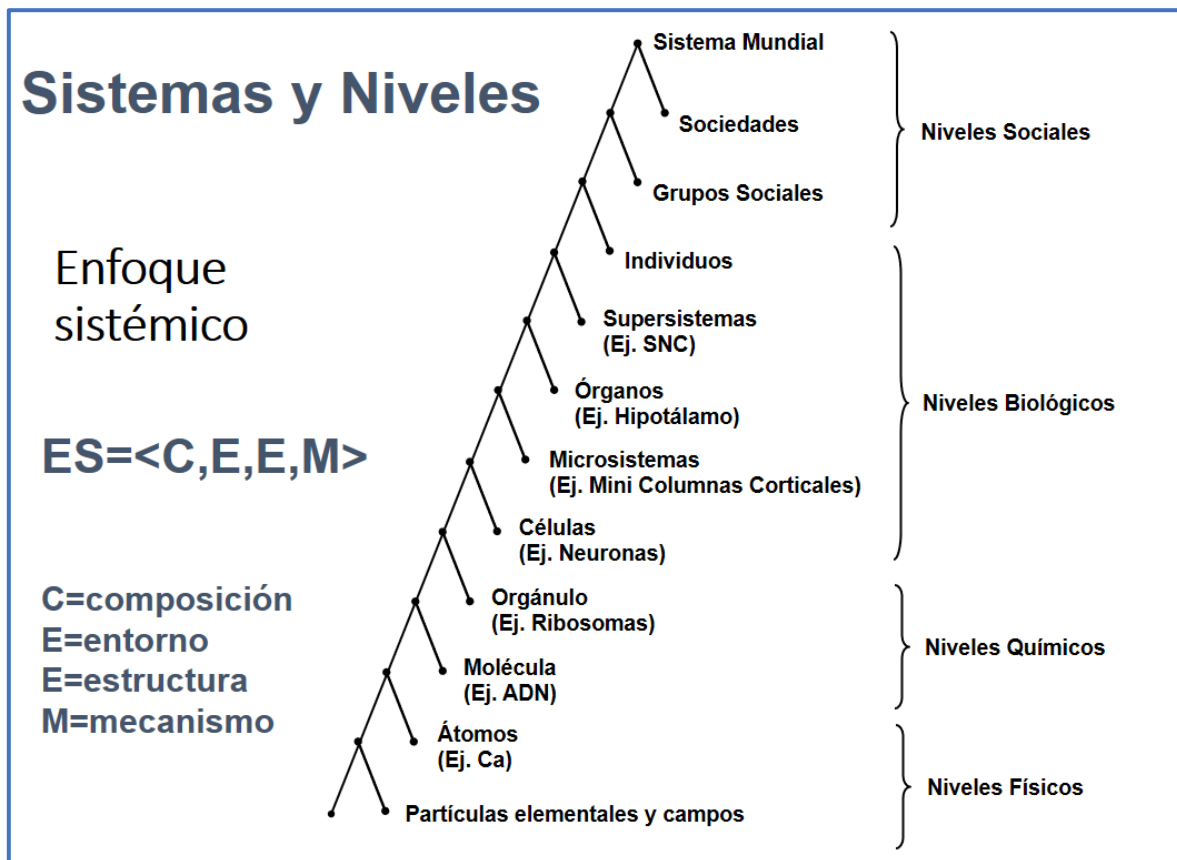 Sistemas y Niveles
Enfoque
sistémico
ES=<C,E,E,M>
C=composición
E=entorno
E=estructura
M=mecanismo
Sistema Mundial
Sociedades
Grupos Sociales
Individuos
Supersistemas
(Ej. SNC)
Órganos
(Ej. Hipotálamo)
Microsistemas
(Ej. Mini Columnas Corticales)
Células
(Ej. Neuronas)
Orgánulo
(Ej. Ribosomas)
Molécula
(Ej. ADN)
Átomos
(Ej. Ca)
Partículas elementales y campos
Niveles Sociales
Niveles Biológicos
Niveles Químicos
Niveles Físicos